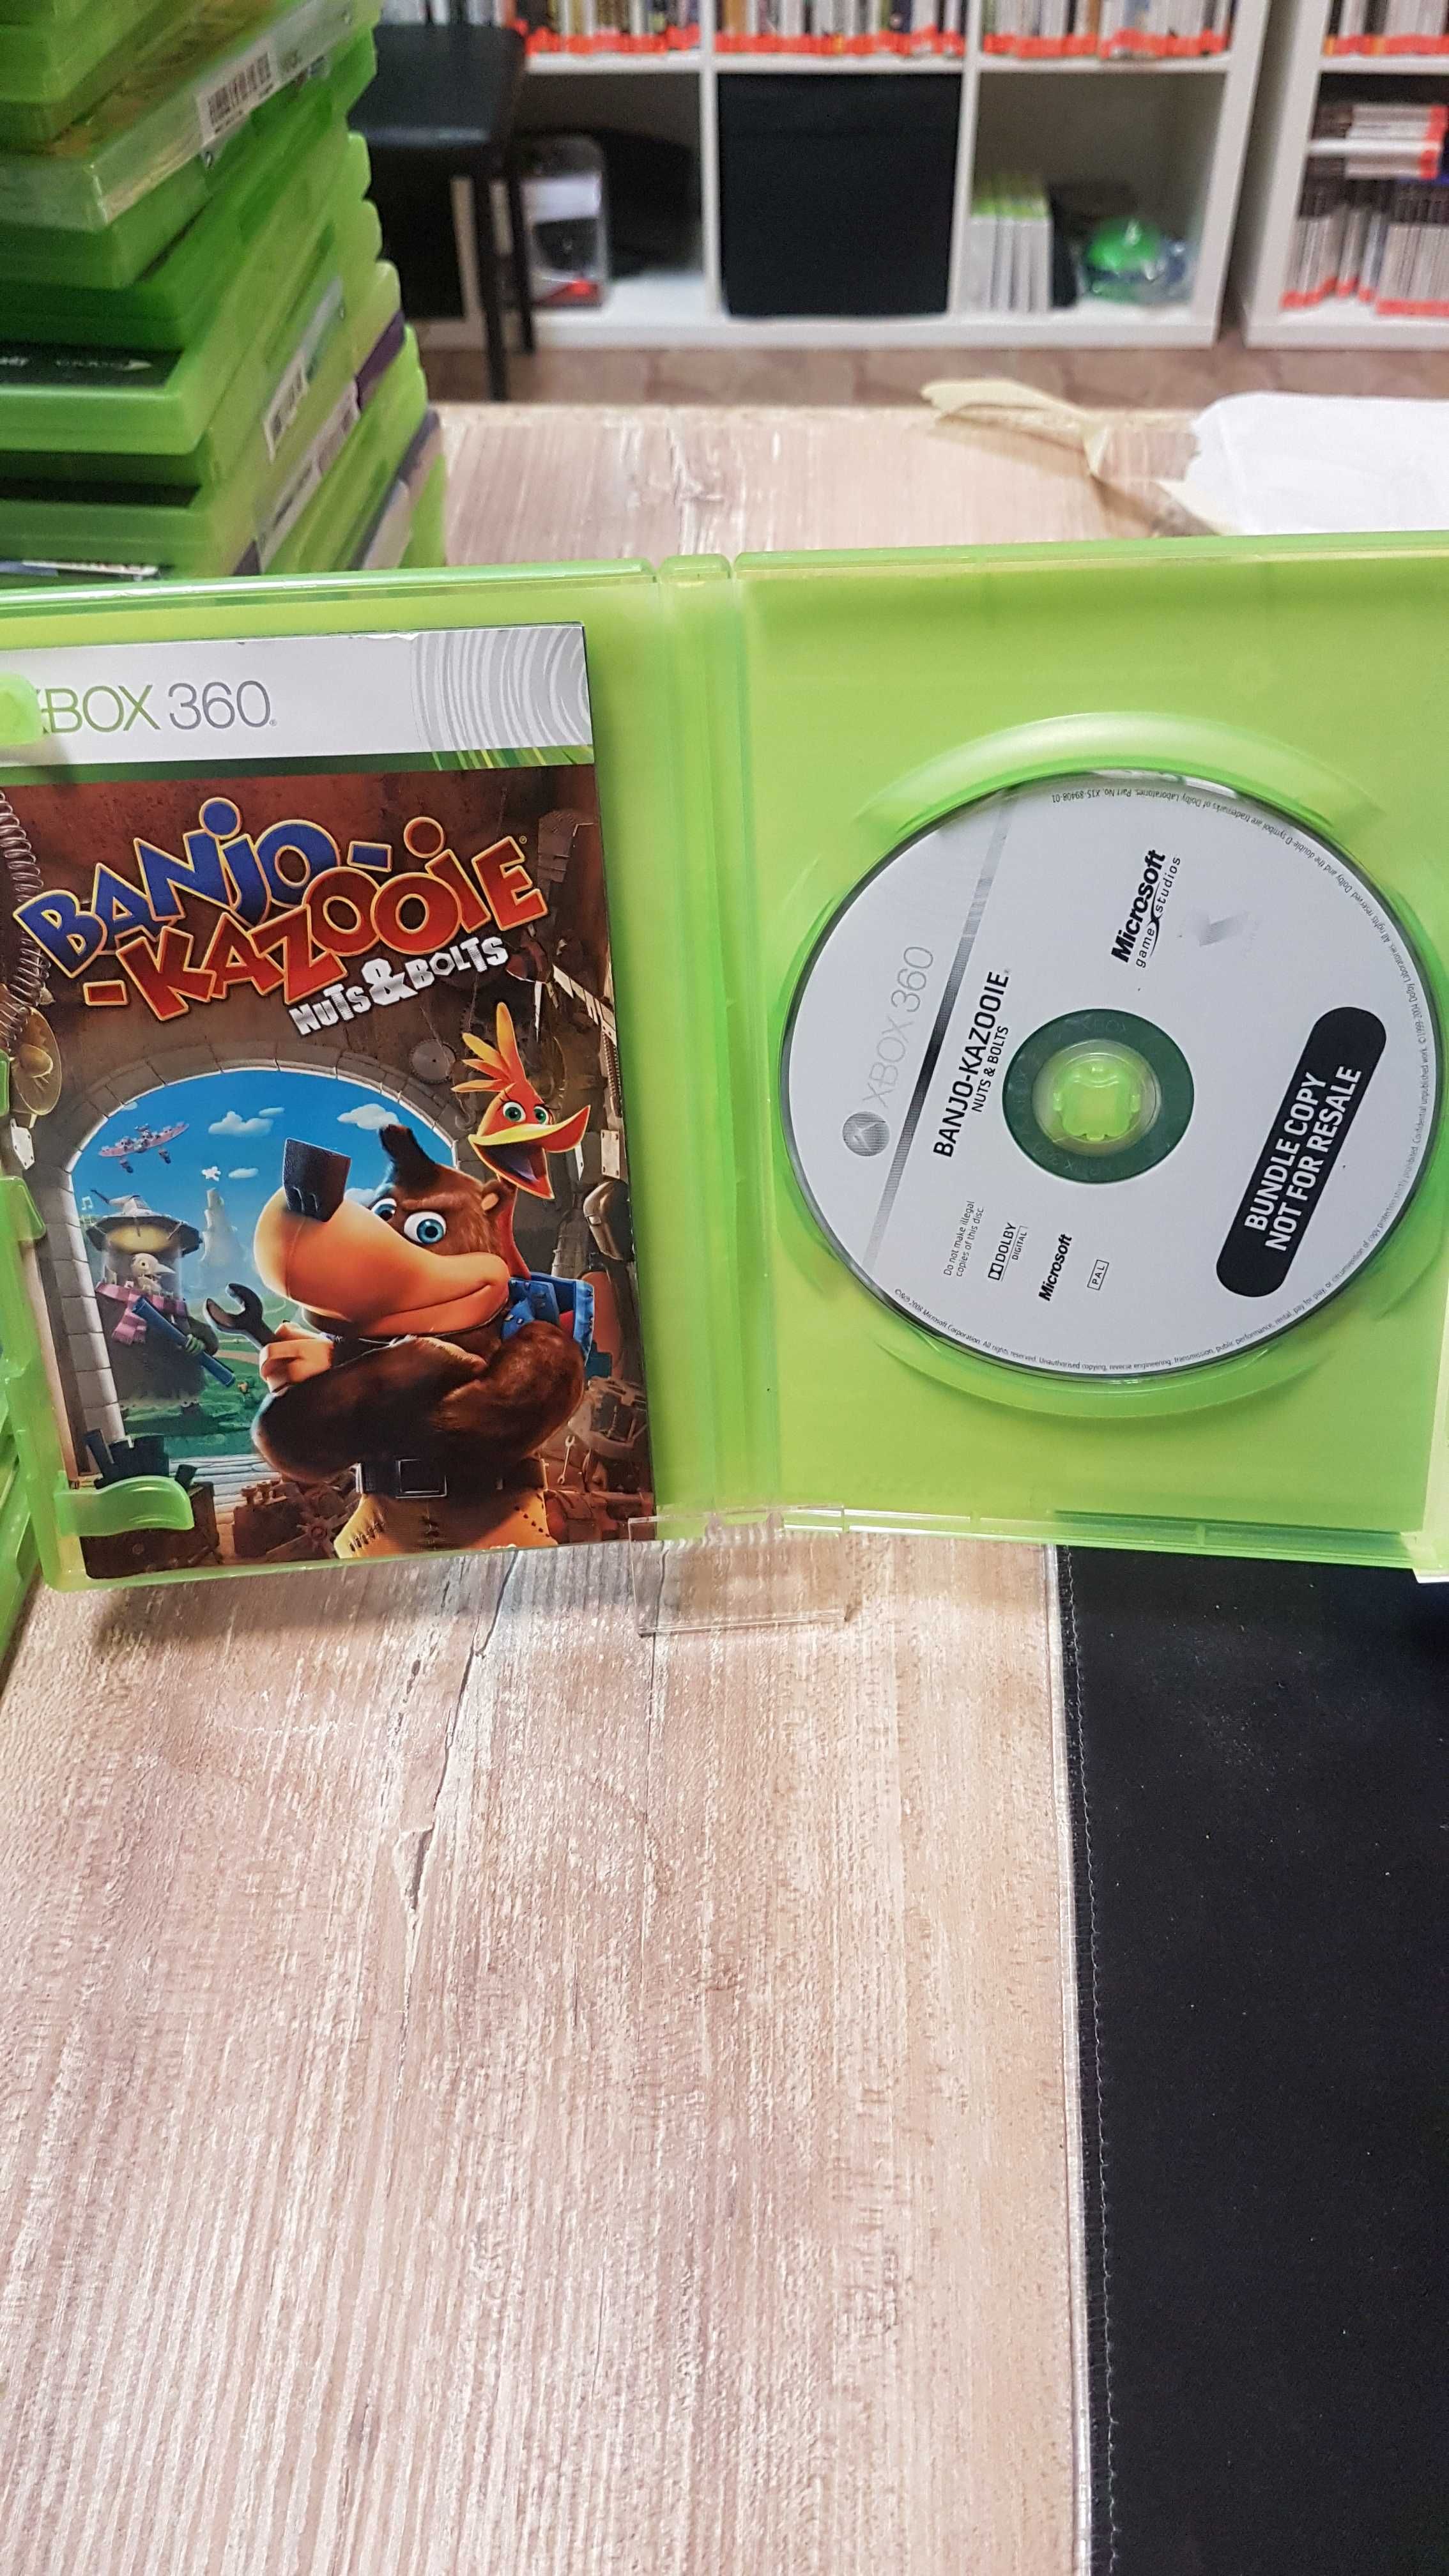 XBOX 360
BANJO-
-KAZOOIE
NUTS & BOLTS
XBOX 360
BANJO-KAZOOIE®
NUTS & BOLTS
Microsoft
game studios
Do not make illegal
copies of this disc.
DOLBY
DIGITAL
Microsoft
PAL
BUNDLE COPY
NOT FOR RESALE